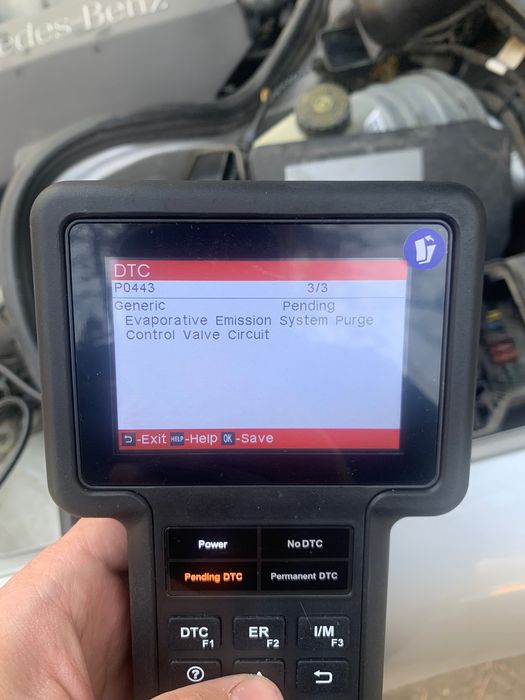 Mercedes-Benz
DTC
P0443 3/3
Generic Pending
Evaporative Emission System Purge
Control Valve Circuit
-Exit HELP -Help OK -Save
Power No DTC
Pending DTC Permanent DTC
DTC F1 ER F2 I/M F3
?